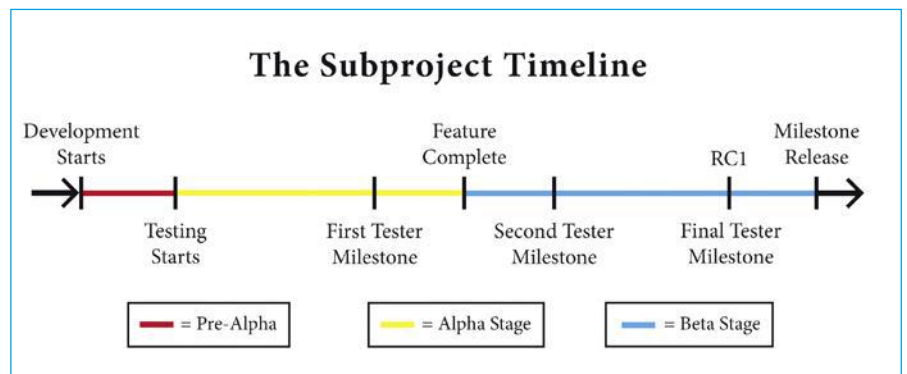 The Subproject Timeline
Development
Starts
Feature
Complete
RC1
Milestone
Release
Testing
Starts
First Tester
Milestone
Second Tester
Milestone
Final Tester
Milestone
= Pre-Alpha
= Alpha Stage
= Beta Stage